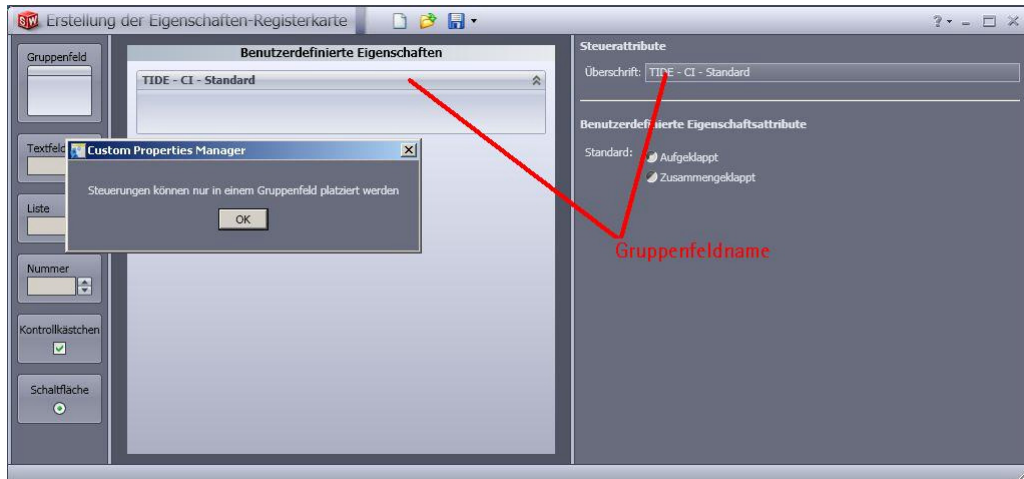 SW Erstellung der Eigenschaften-Registerkarte
?
Gruppenfeld
Liste
Nummer
Kontrollkästchen
Schaltfläche
Benutzerdefinierte Eigenschaften
TIDE - CI - Standard
Custom Properties Manager
Steuerungen können nur in einem Gruppenfeld platziert werden
OK
Steuerattribute
Überschrift: TIDE - CI - Standard
Benutzerdefinierte Eigenschaftsattribute
Standard: Aufgeklappt
Zusammengeklappt
Gruppenfeldname